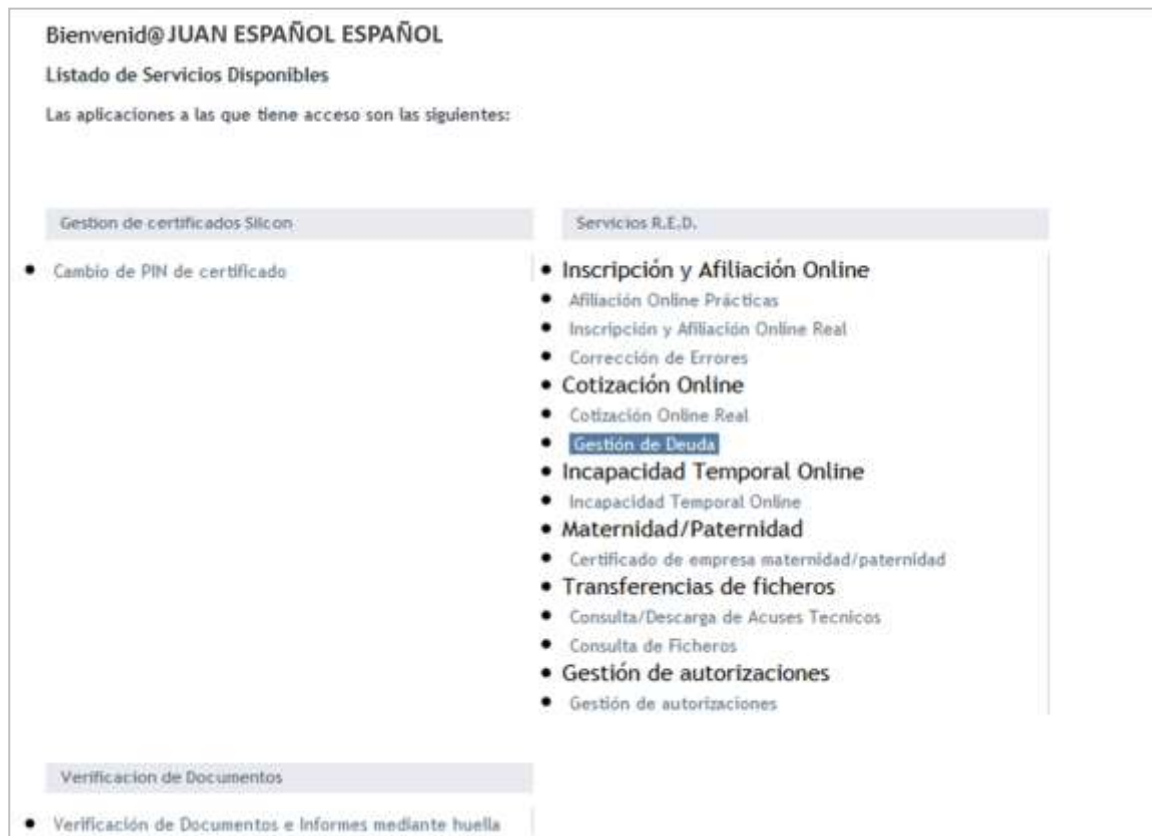 Bienvenid@ JUAN ESPAÑOL ESPAÑOL
Listado de Servicios Disponibles
Las aplicaciones a las que tiene acceso son las siguientes:
Gestion de certificados Silcon
Cambio de PIN de certificado
Servicios R.E.D.
Inscripción y Afiliación Online
Afiliación Online Prácticas
Inscripción y Afiliación Online Real
Corrección de Errores
Cotización Online
Cotización Online Real
Gestión de Deuda
Incapacidad Temporal Online
Incapacidad Temporal Online
Maternidad/Paternidad
Certificado de empresa maternidad/paternidad
Transferencias de ficheros
Consulta/Descarga de Acuses Tecnicos
Consulta de Ficheros
Gestión de autorizaciones
Gestión de autorizaciones
Verificacion de Documentos
Verificación de Documentos e Informes mediante huella